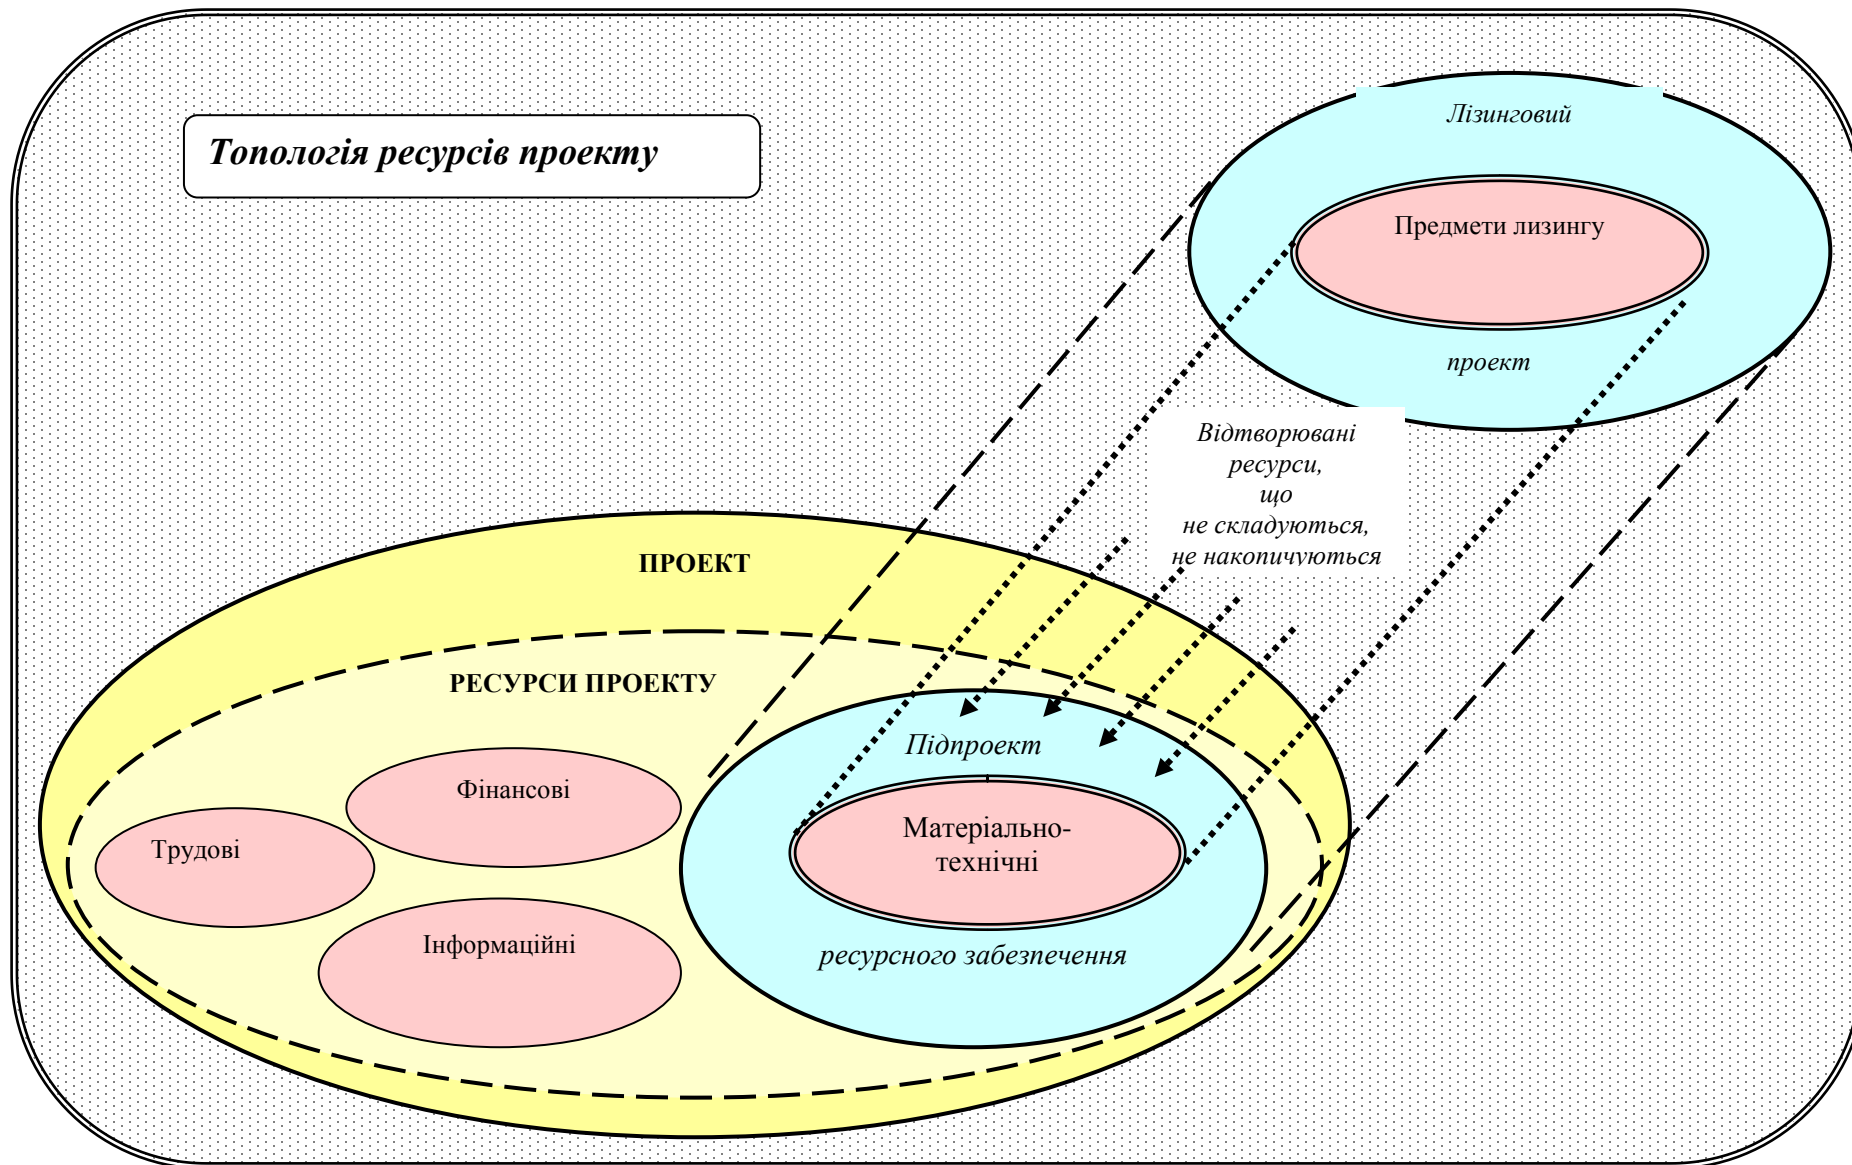 Топологія ресурсів проекту
Лізинговий
Предмети лизингу
проект
Відтворювані
ресурси,
що
не складуються,
не накопичуються
ПРОЕКТ
РЕСУРСИ ПРОЕКТУ
Підпроект
Фінансові
Трудові
Матеріально-
технічні
Інформаційні
ресурсного забезпечення